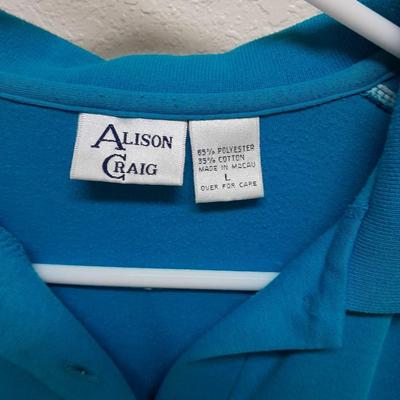 ALISON
CRAIG
65% POLYESTER
35% COTTON
MADE IN MACAU
L
OVER FOR CARE